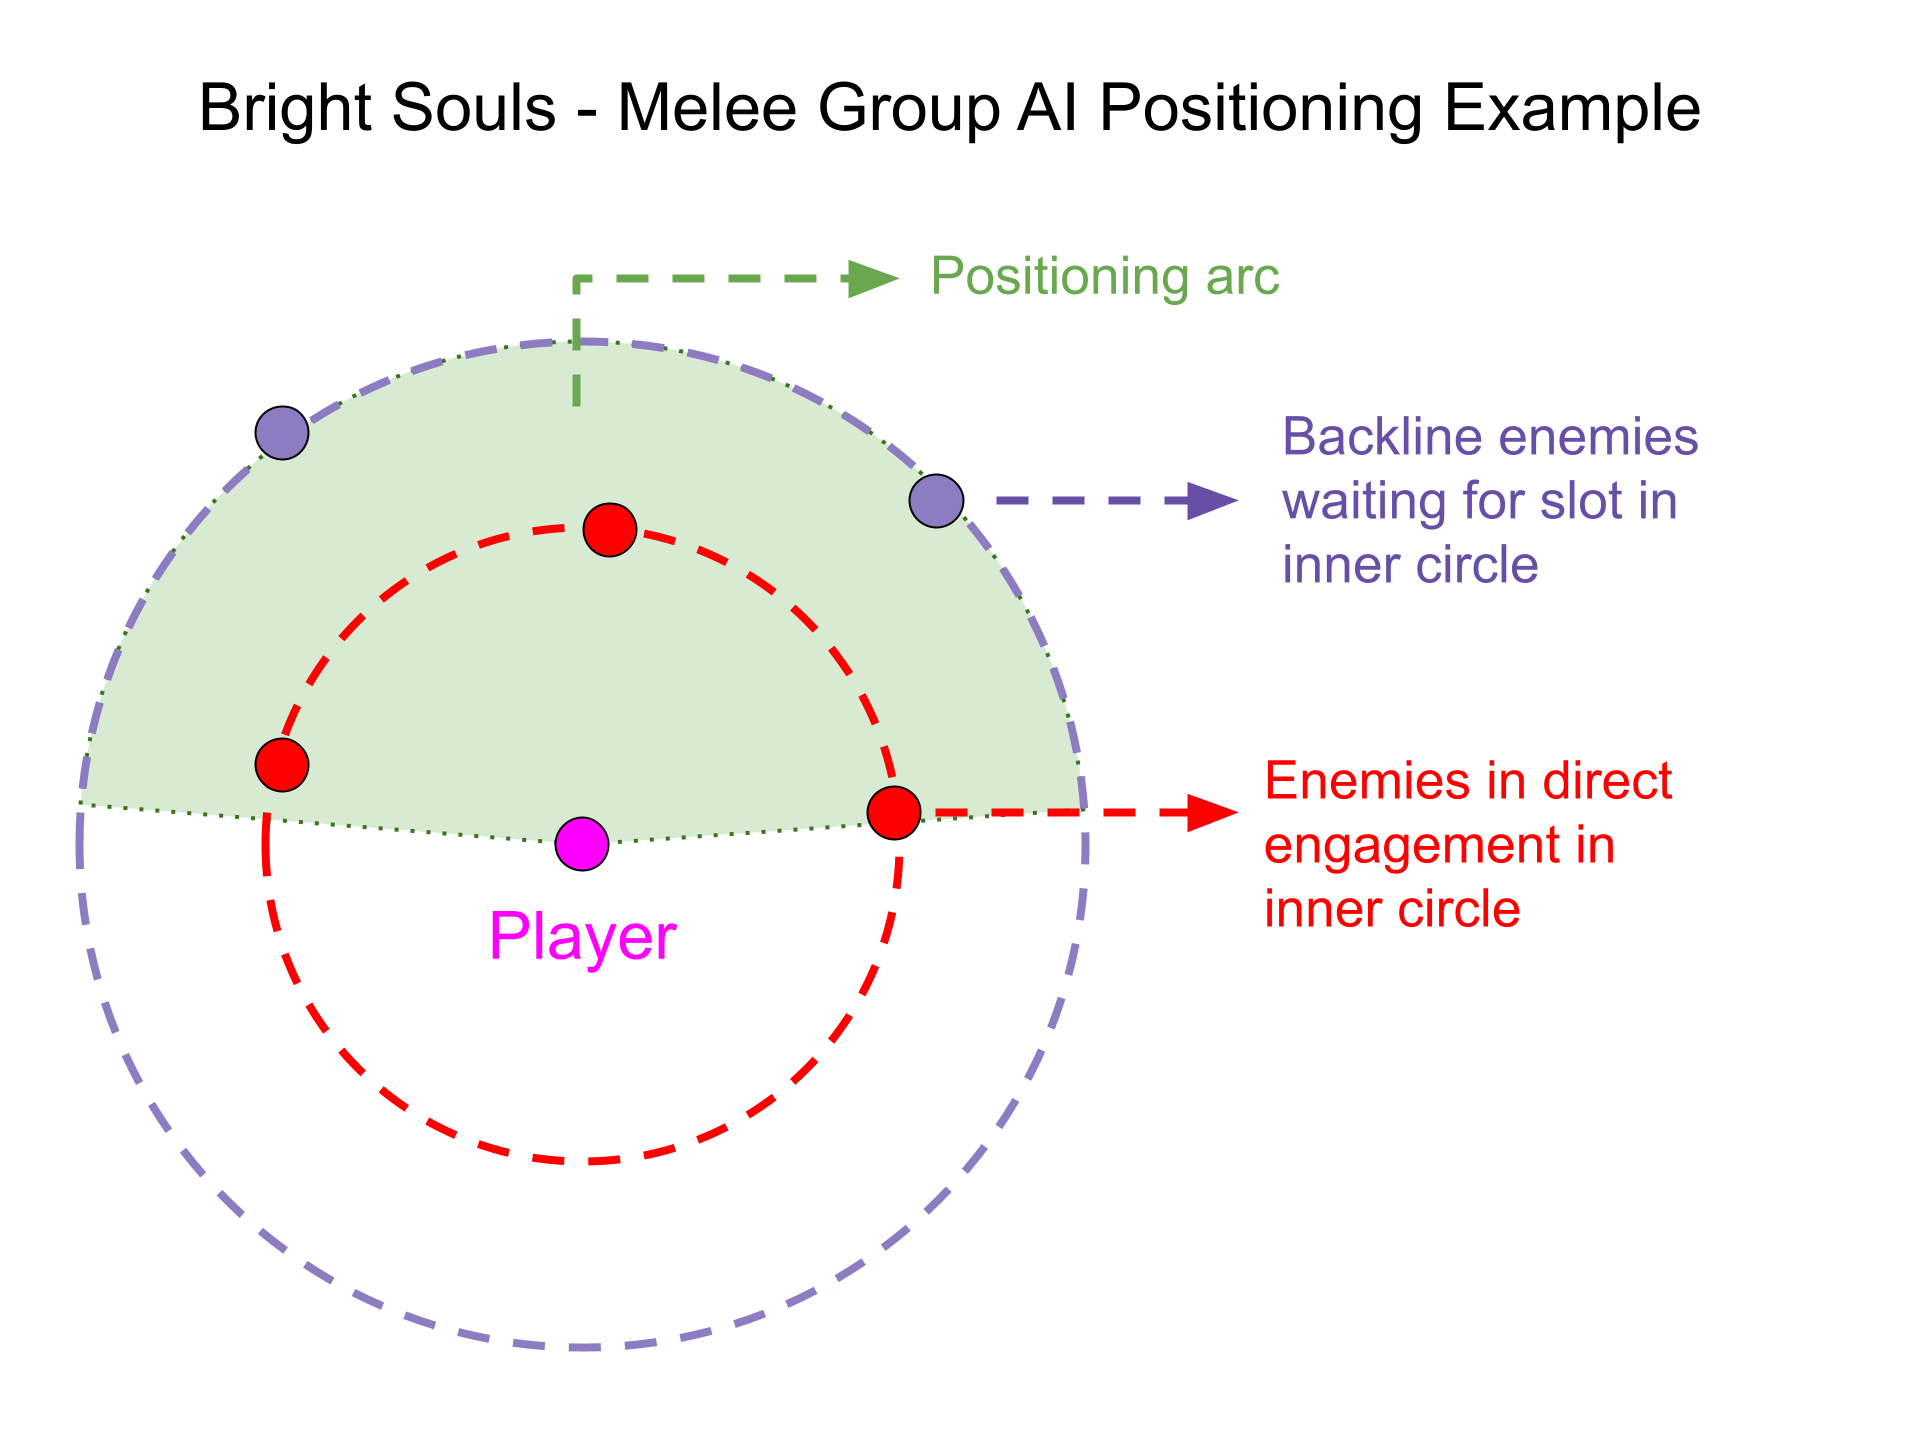 Bright Souls - Melee Group AI Positioning Example
Positioning arc
Backline enemies
waiting for slot in
inner circle
Enemies in direct
engagement in
inner circle
Player